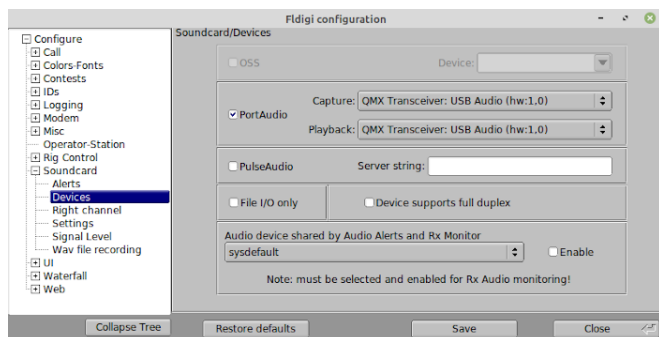 Fldigi configuration
Configure
Call
Colors-Fonts
Contests
IDs
Logging
Modem
Misc
Operator-Station
Rig Control
Soundcard
Alerts
Devices
Right channel
Settings
Signal Level
Wav file recording
UI
Waterfall
Web
Collapse Tree
Soundcard/Devices
OSS Device:
Capture: QMX Transceiver: USB Audio (hw:1,0)
PortAudio
Playback: QMX Transceiver: USB Audio (hw:1,0)
PulseAudio Server string:
File I/O only Device supports full duplex
Audio device shared by Audio Alerts and Rx Monitor
sysdefault Enable
Note: must be selected and enabled for Rx Audio monitoring!
Restore defaults Save Close